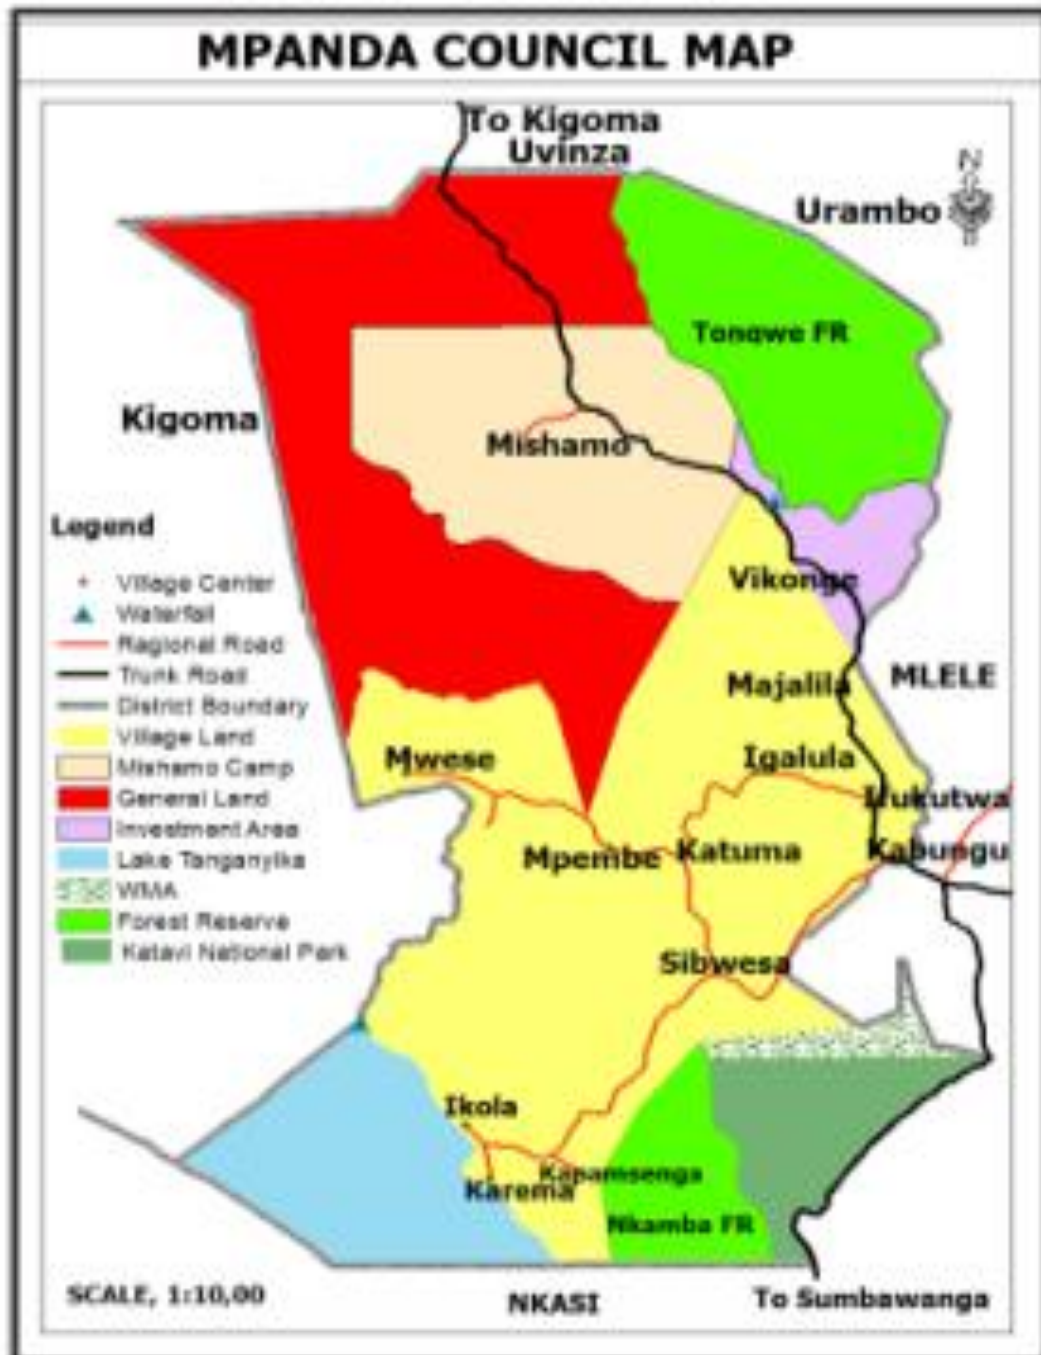 MPANDA COUNCIL MAP
To Kigoma
Uvinza
N
Urambo
Tongwe FR
Kigoma
Mishamo
Legend
Village Center
Waterfall
Ragional Road
Trunk Road
District Boundary
Village Land
Mishamo Camp
General Land
Investment Area
Lake Tanganyika
WMA
Forest Reserve
Katavi National Park
Vikonge
Majalila
MLELE
Mwese
Igalula
Mpembe
Katuma
Kabungu
Sibwesa
Ikola
Kapamsenga
Karema
Nkamba FR
SCALE, 1:10,00
NKASI
To Sumbawanga